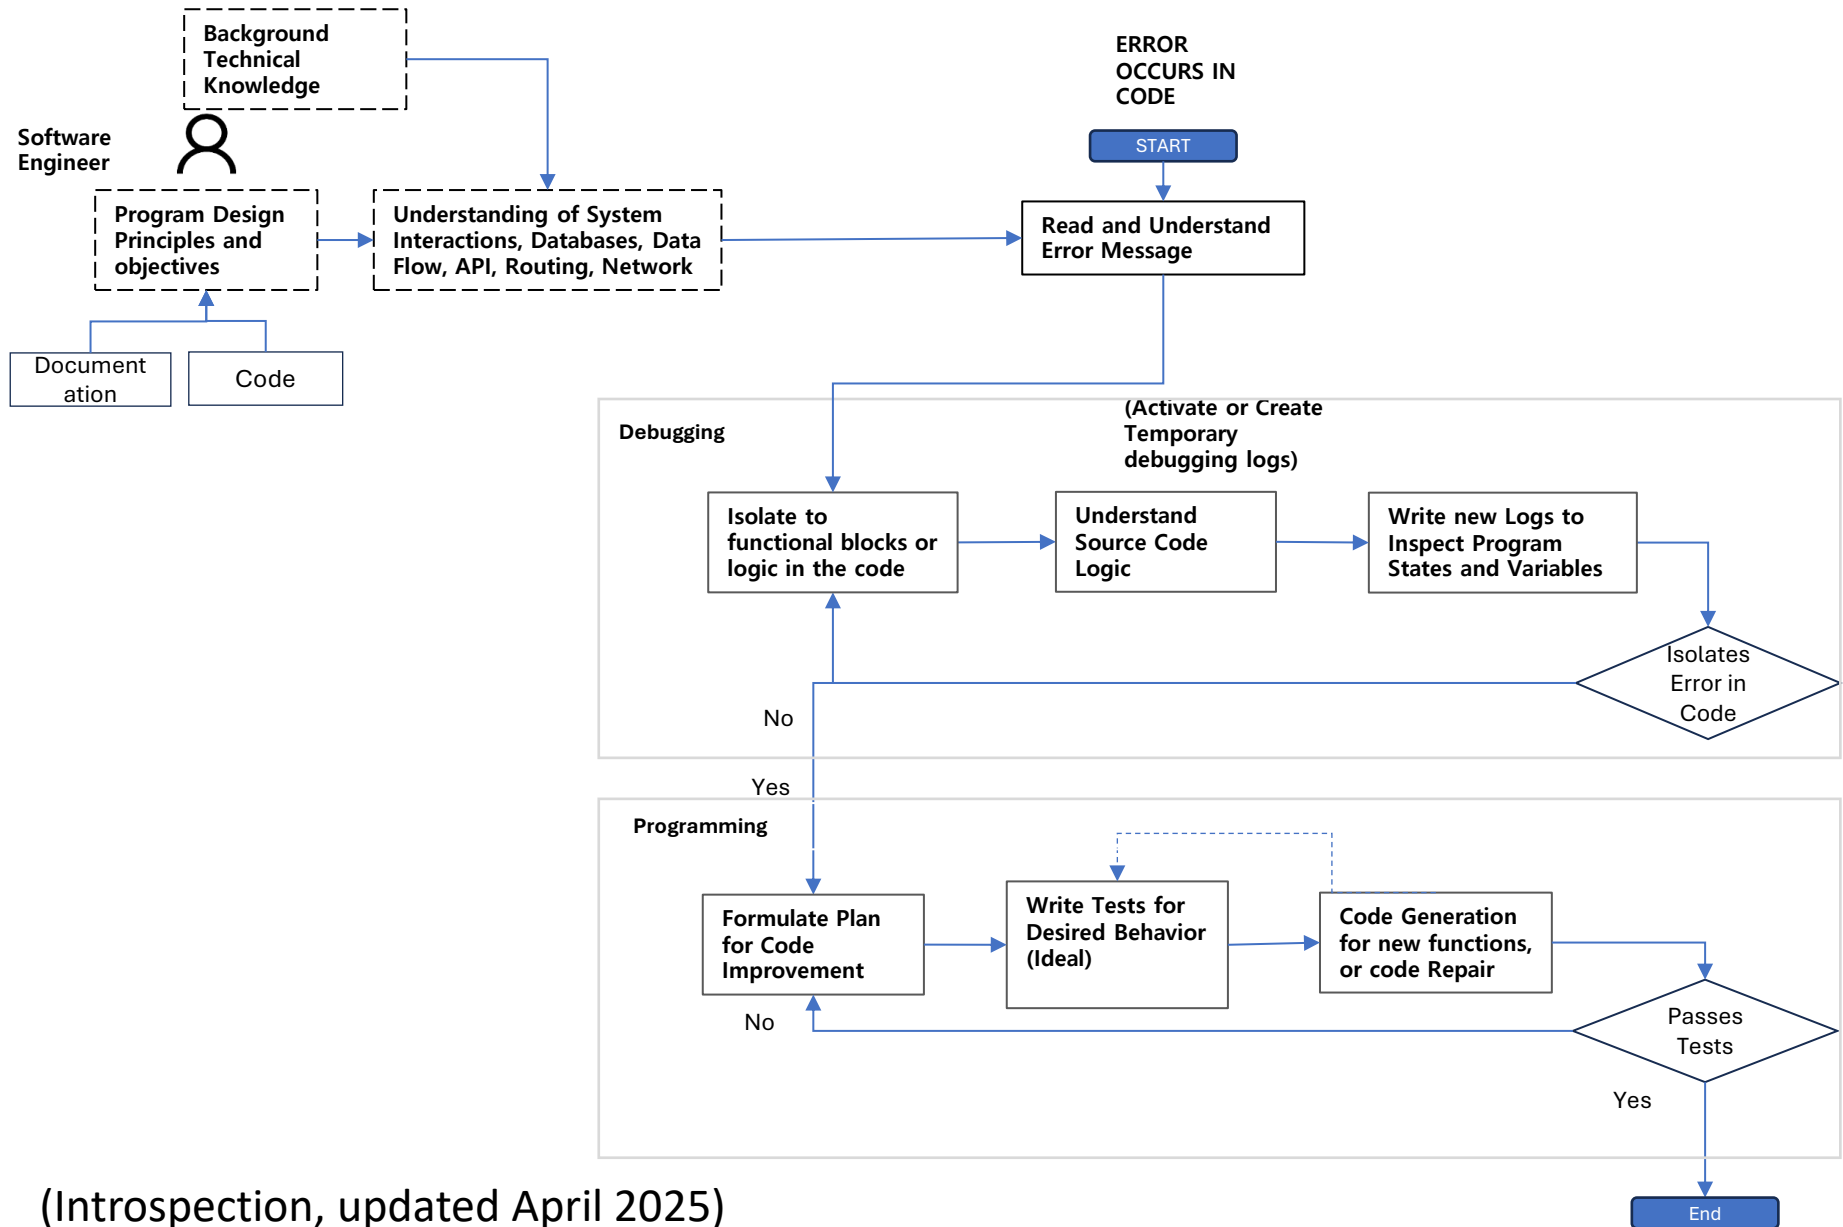 Background
Technical
Knowledge
Software
Engineer
ERROR
OCCURS IN
CODE
START
Program Design
Principles and
objectives
Understanding of System
Interactions, Databases, Data
Flow, API, Routing, Network
Read and Understand
Error Message
Document
ation
Code
Debugging
(Activate or Create
Temporary
debugging logs)
Isolate to
functional blocks or
logic in the code
Understand
Source Code
Logic
Write new Logs to
Inspect Program
States and Variables
Isolates
Error in
Code
No
Yes
Programming
Formulate Plan
for Code
Improvement
Write Tests for
Desired Behavior
(Ideal)
Code Generation
for new functions,
or code Repair
No
Passes
Tests
Yes
End
(Introspection, updated April 2025)